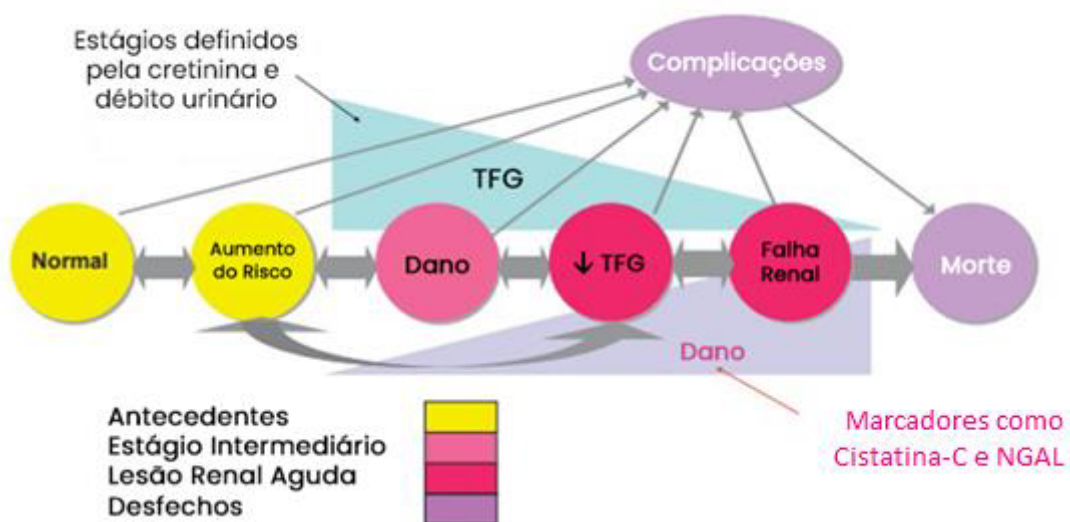 Estágios definidos
pela cretinina e
débito urinário
Complicações
TFG
Normal
Aumento
do Risco
Dano
↓ TFG
Falha
Renal
Morte
Dano
Antecedentes
Estágio Intermediário
Lesão Renal Aguda
Desfechos
Marcadores como
Cistatina-C e NGAL